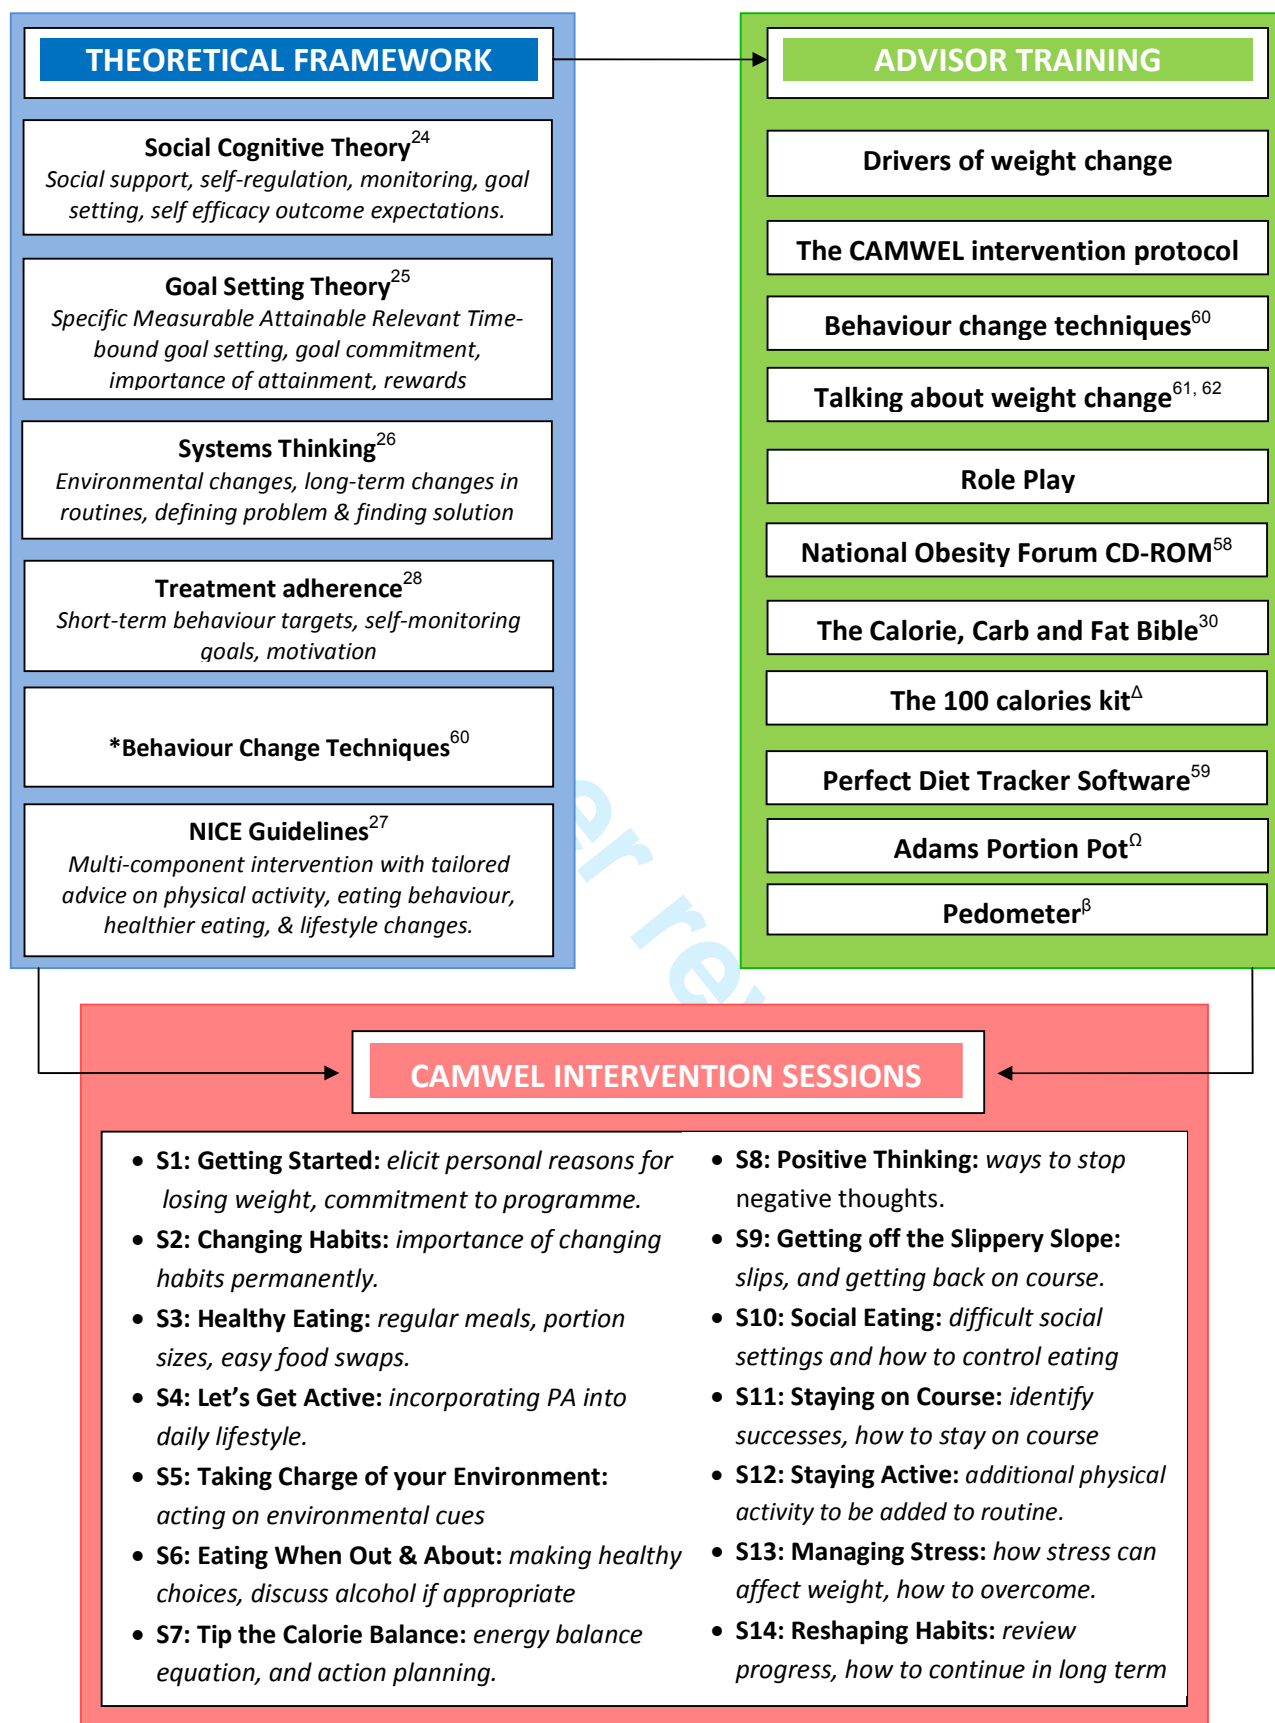 THEORETICAL FRAMEWORK
Social Cognitive Theory24
Social support, self-regulation, monitoring, goal
setting, self efficacy outcome expectations.
Goal Setting Theory25
Specific Measurable Attainable Relevant Time-
bound goal setting, goal commitment,
importance of attainment, rewards
Systems Thinking26
Environmental changes, long-term changes in
routines, defining problem & finding solution
Treatment adherence28
Short-term behaviour targets, self-monitoring
goals, motivation
*Behaviour Change Techniques60
NICE Guidelines27
Multi-component intervention with tailored
advice on physical activity, eating behaviour,
healthier eating, & lifestyle changes.
ADVISOR TRAINING
Drivers of weight change
The CAMWEL intervention protocol
Behaviour change techniques60
Talking about weight change61, 62
Role Play
National Obesity Forum CD-ROM58
The Calorie, Carb and Fat Bible30
The 100 calories kitΔ
Perfect Diet Tracker Software59
Adams Portion PotΩ
Pedometerβ
CAMWEL INTERVENTION SESSIONS
• S1: Getting Started: elicit personal reasons for
losing weight, commitment to programme.
• S2: Changing Habits: importance of changing
habits permanently.
• S3: Healthy Eating: regular meals, portion
sizes, easy food swaps.
• S4: Let’s Get Active: incorporating PA into
daily lifestyle.
• S5: Taking Charge of your Environment:
acting on environmental cues
• S6: Eating When Out & About: making healthy
choices, discuss alcohol if appropriate
• S7: Tip the Calorie Balance: energy balance
equation, and action planning.
• S8: Positive Thinking: ways to stop
negative thoughts.
• S9: Getting off the Slippery Slope:
slips, and getting back on course.
• S10: Social Eating: difficult social
settings and how to control eating
• S11: Staying on Course: identify
successes, how to stay on course
• S12: Staying Active: additional physical
activity to be added to routine.
• S13: Managing Stress: how stress can
affect weight, how to overcome.
• S14: Reshaping Habits: review
progress, how to continue in long term